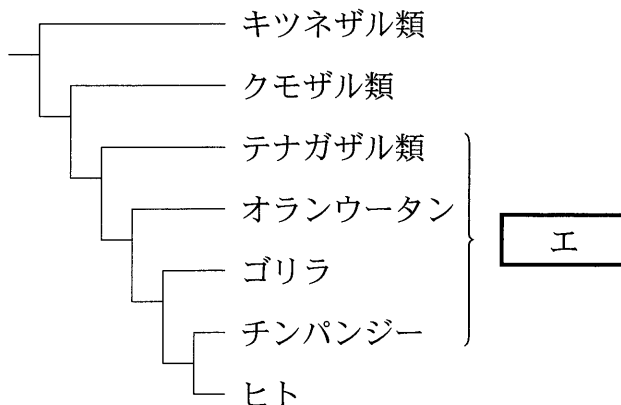 キツネザル類
クモザル類
テナガザル類
オランウータン
エ
ゴリラ
チンパンジー
ヒト